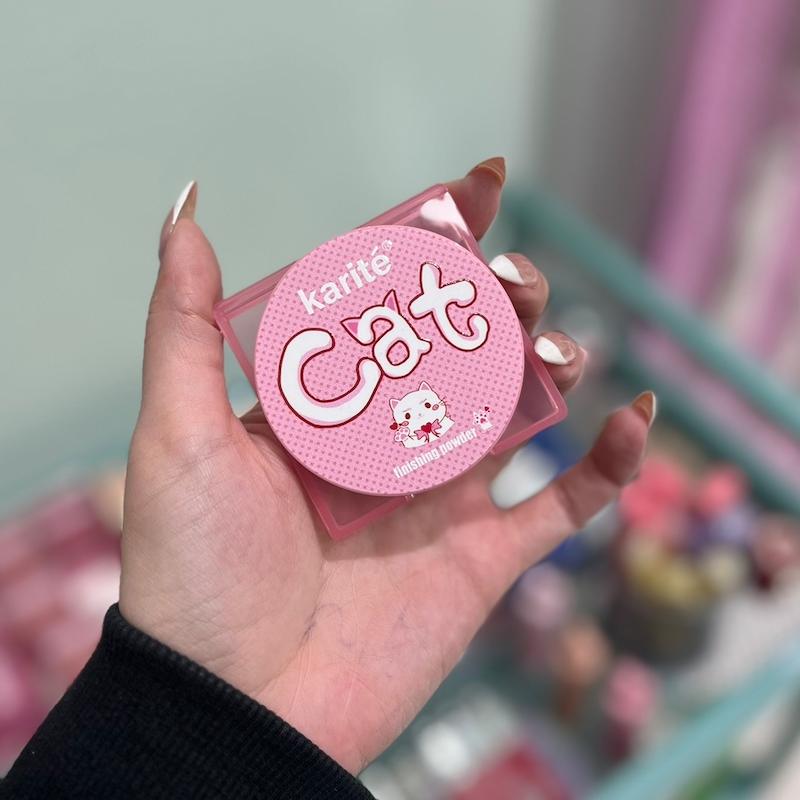 karité
Cat
finishing powder